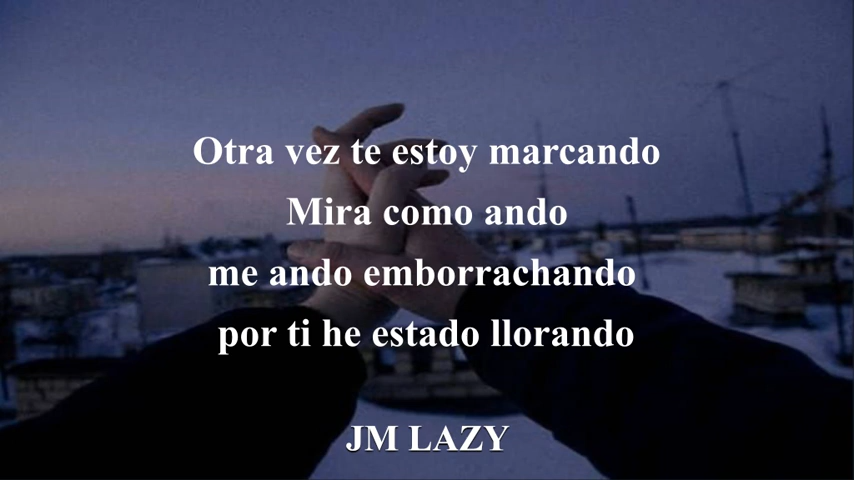 Otra vez te estoy marcando
Mira como ando
me ando emborrachando
por ti he estado llorando
JM LAZY